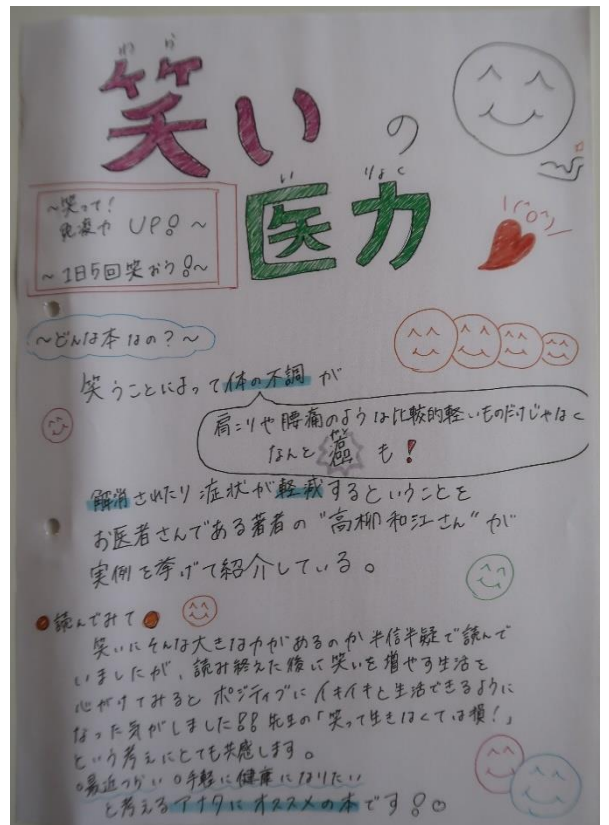 わら
笑いの
いりょく
医力
～笑って！
免疫力 UP!!～
～1日5回笑おう!!～
～どんな本なの？～
笑うことによって体の不調が
肩こりや腰痛のような比較的軽いものだけじゃなく
がん
なんと癌も！
解消されたり症状が軽減するということを
お医者さんである著者の"高柳和江さん"が
実例を挙げて紹介している。
読んでみて
笑いにそんな大きな力があるのか半信半疑で読んで
いましたが、読み終えた後に笑いを増やす生活を
心がけてみるとポジティブにイキイキと生活できるように
なった気がしました!! 先生の「笑って生きなくては損！」
という考えにとても共感します。
○最近つらい ○手軽に健康になりたい
と考えるアナタにオススメの本です!!